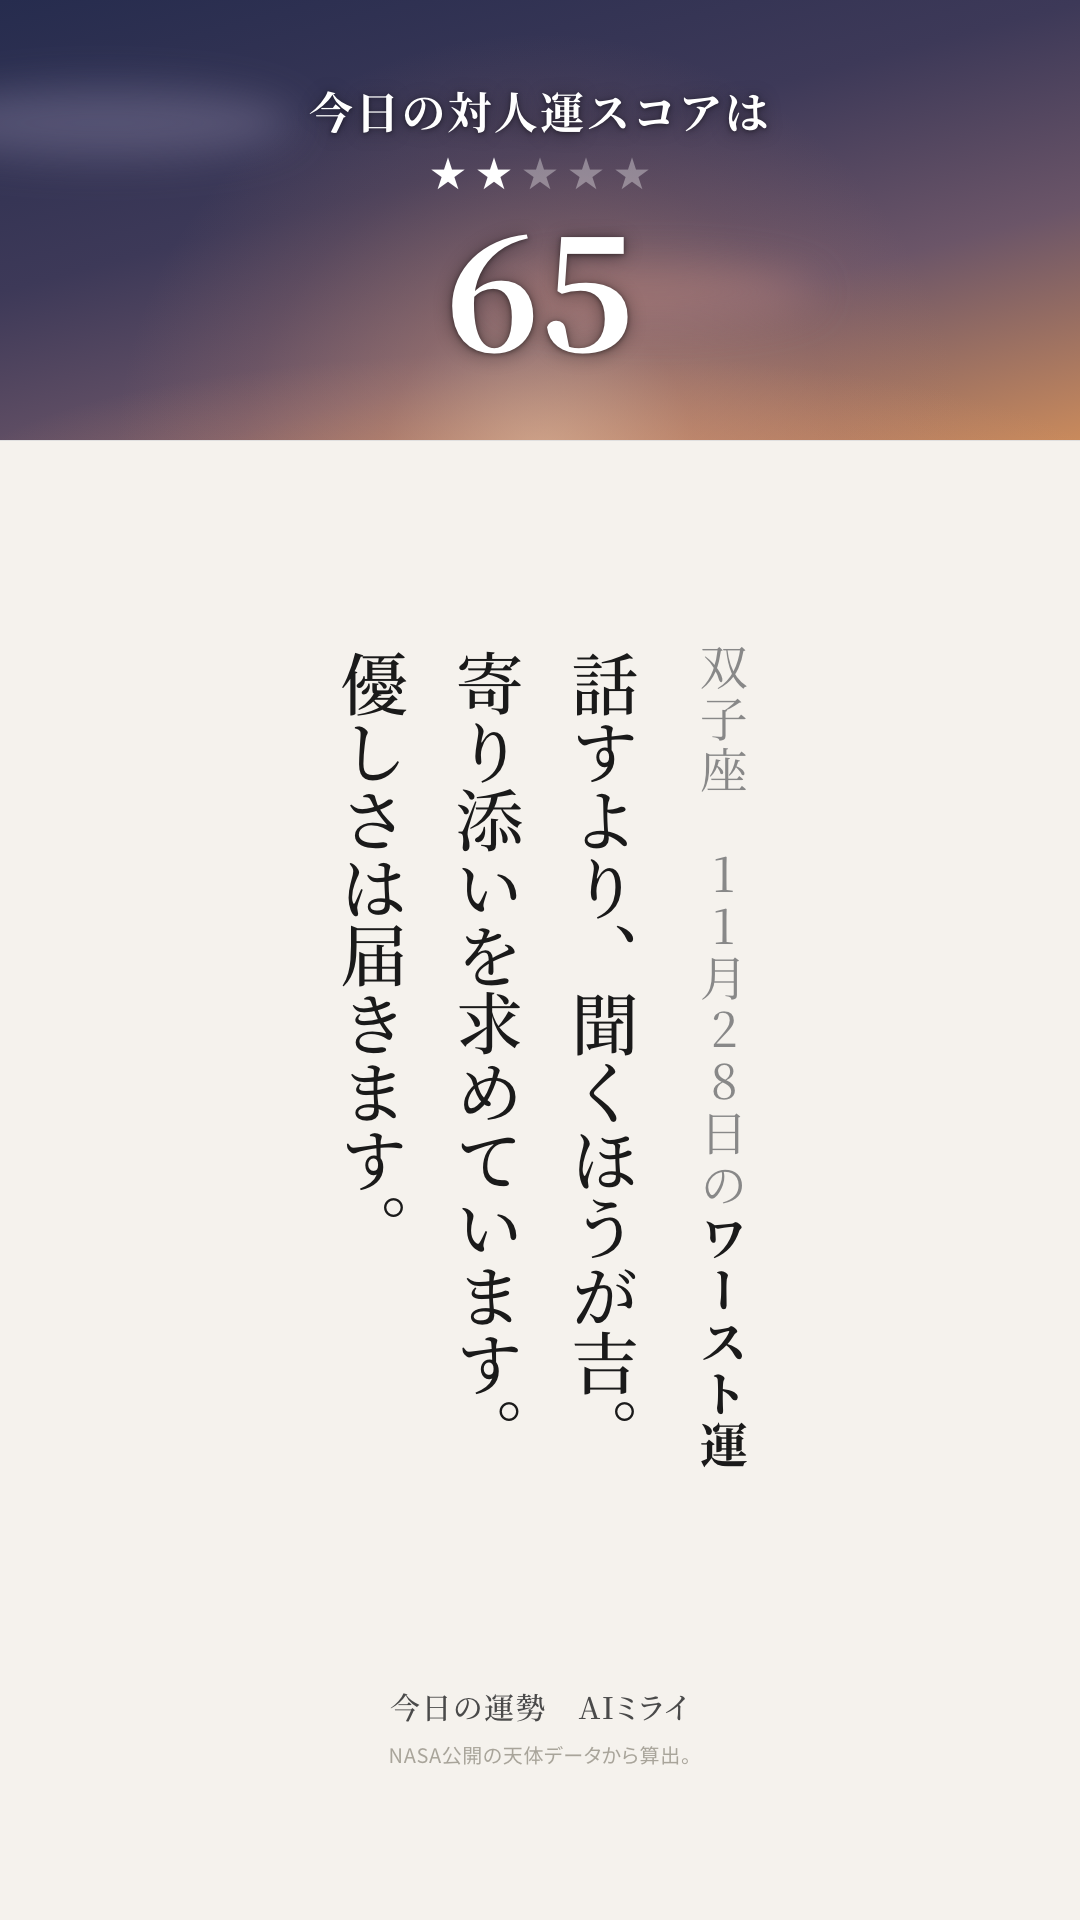 今日の対人運スコアは
★★★★★
65
双子座　11月28日のワースト運
話すより、聞くほうが吉。
寄り添いを求めています。
優しさは届きます。
今日の運勢　AIミライ
NASA公開の天体データから算出。